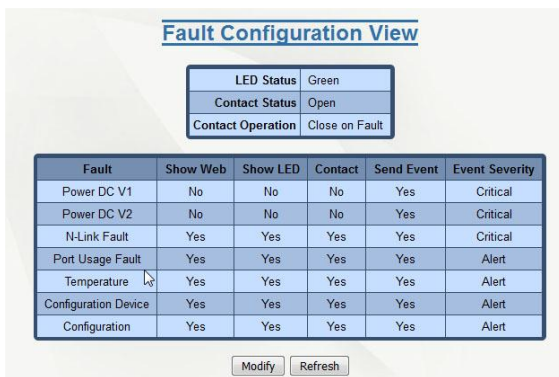 Fault Configuration View
LED Status Green
Contact Status Open
Contact Operation Close on Fault
Fault Show Web Show LED Contact Send Event Event Severity
Power DC V1 No No No Yes Critical
Power DC V2 No No No Yes Critical
N-Link Fault Yes Yes Yes Yes Critical
Port Usage Fault Yes Yes Yes Yes Alert
Temperature Yes Yes Yes Yes Alert
Configuration Device Yes Yes Yes Yes Alert
Configuration Yes Yes Yes Yes Alert
Modify Refresh